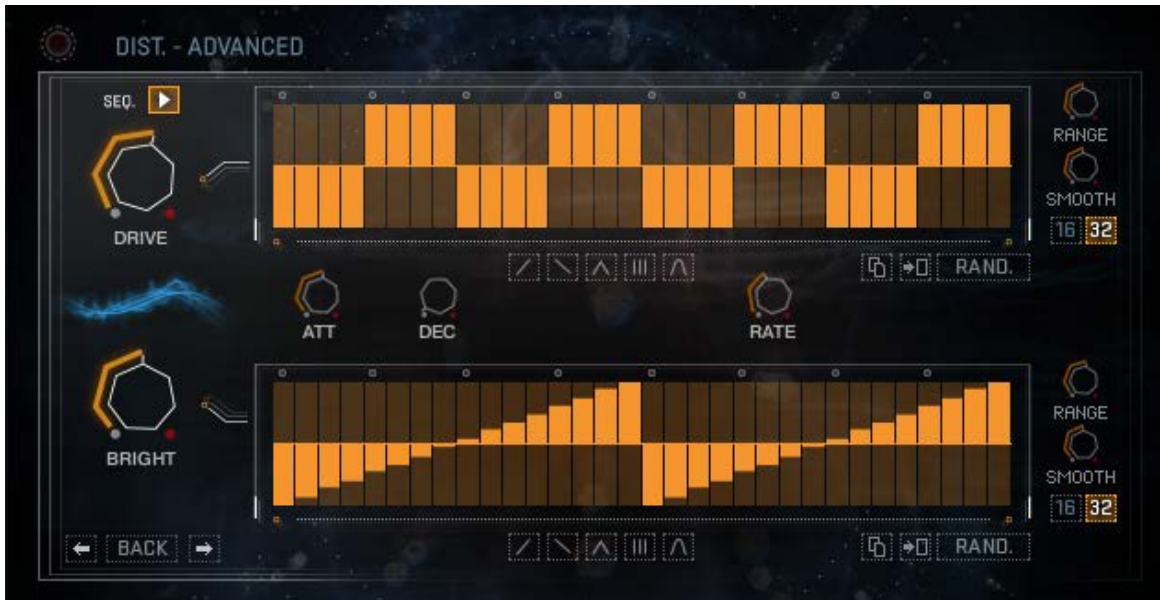 DIST. - ADVANCED
SEQ.
RANGE
SMOOTH
16 32
DRIVE
RAND.
ATT DEC RATE
RANGE
SMOOTH
16 32
BRIGHT
BACK
RAND.